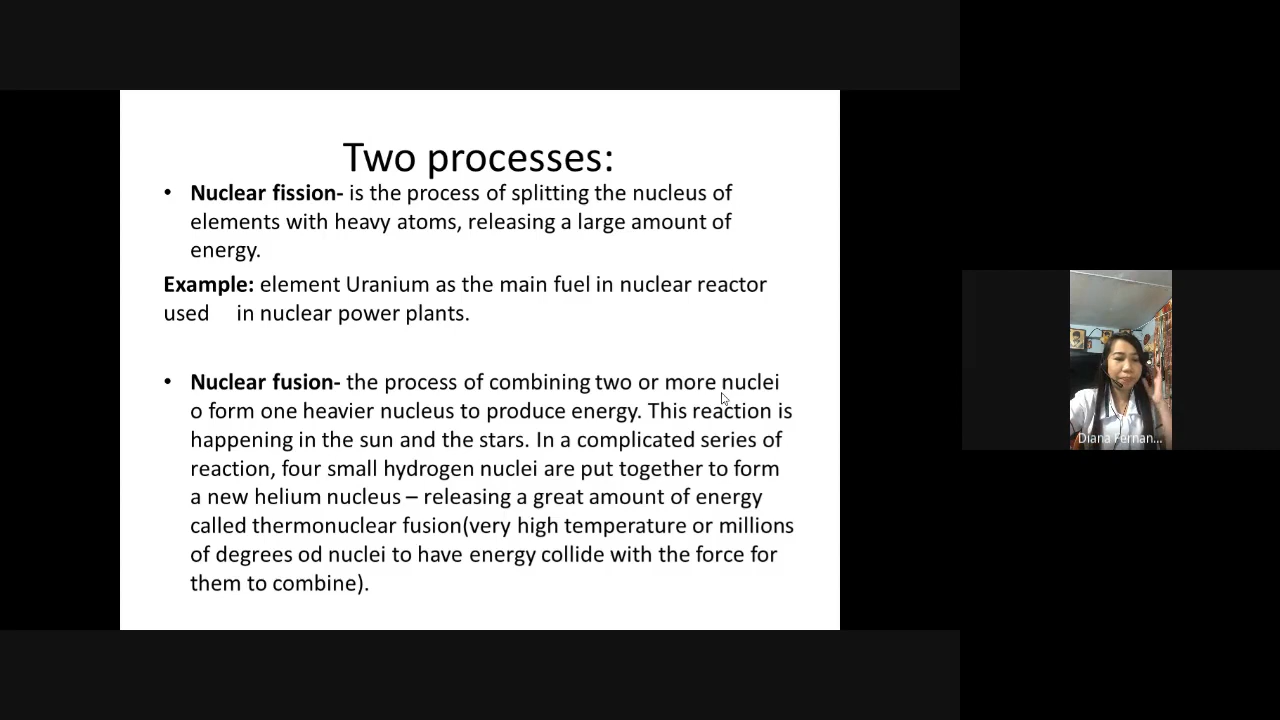 Two processes:
• Nuclear fission- is the process of splitting the nucleus of
elements with heavy atoms, releasing a large amount of
energy.
Example: element Uranium as the main fuel in nuclear reactor
used in nuclear power plants.
• Nuclear fusion- the process of combining two or more nuclei
o form one heavier nucleus to produce energy. This reaction is
happening in the sun and the stars. In a complicated series of
reaction, four small hydrogen nuclei are put together to form
a new helium nucleus – releasing a great amount of energy
called thermonuclear fusion(very high temperature or millions
of degrees od nuclei to have energy collide with the force for
them to combine).
Diana Fernan...